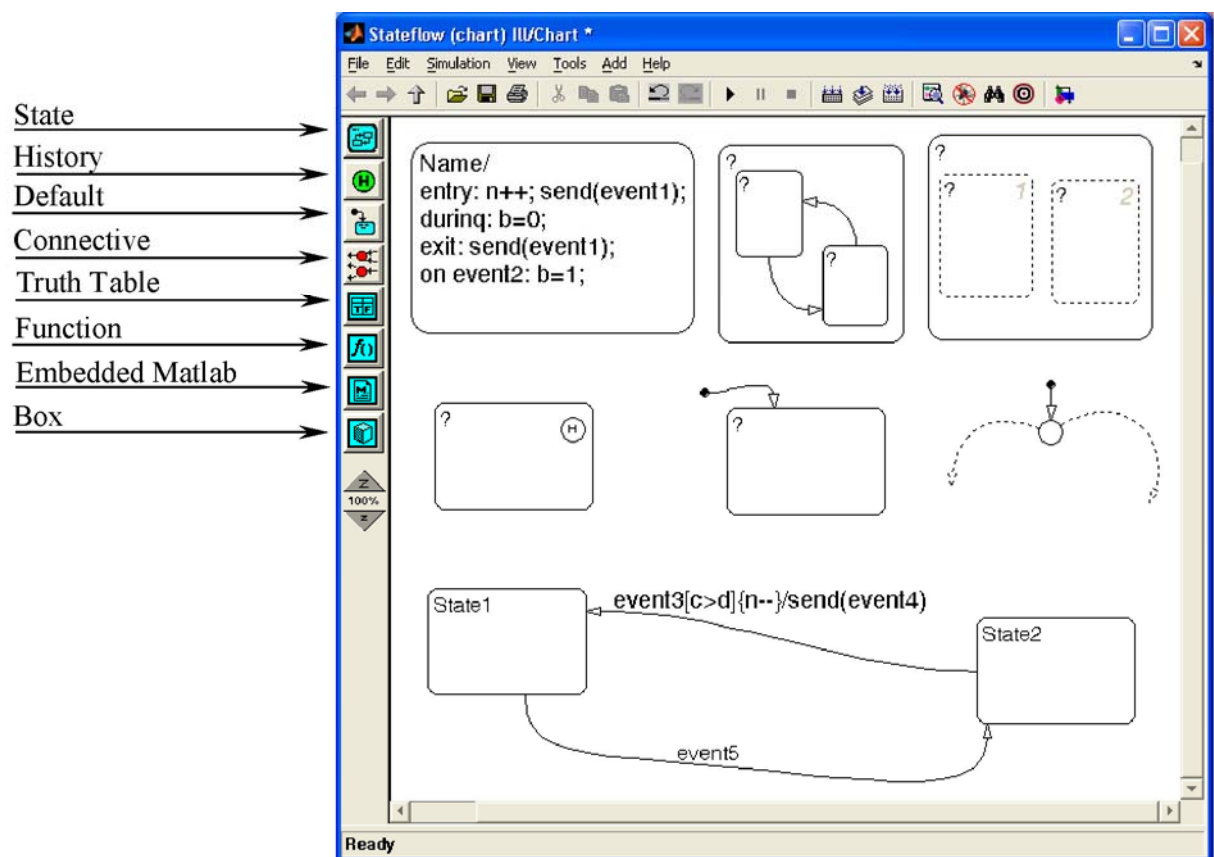 Stateflow (chart) Ill/Chart *
File Edit Simulation View Tools Add Help
State
History
Default
Connective
Truth Table
Function
Embedded Matlab
Box
H
TF
f()
M
Z
100%
Z
Name/
entry: n++; send(event1);
during: b=0;
exit: send(event1);
on event2: b=1;
?
?
?
?
? 1
? 2
?
H
?
State1
event3[c>d]{n--}/send(event4)
State2
event5
Ready